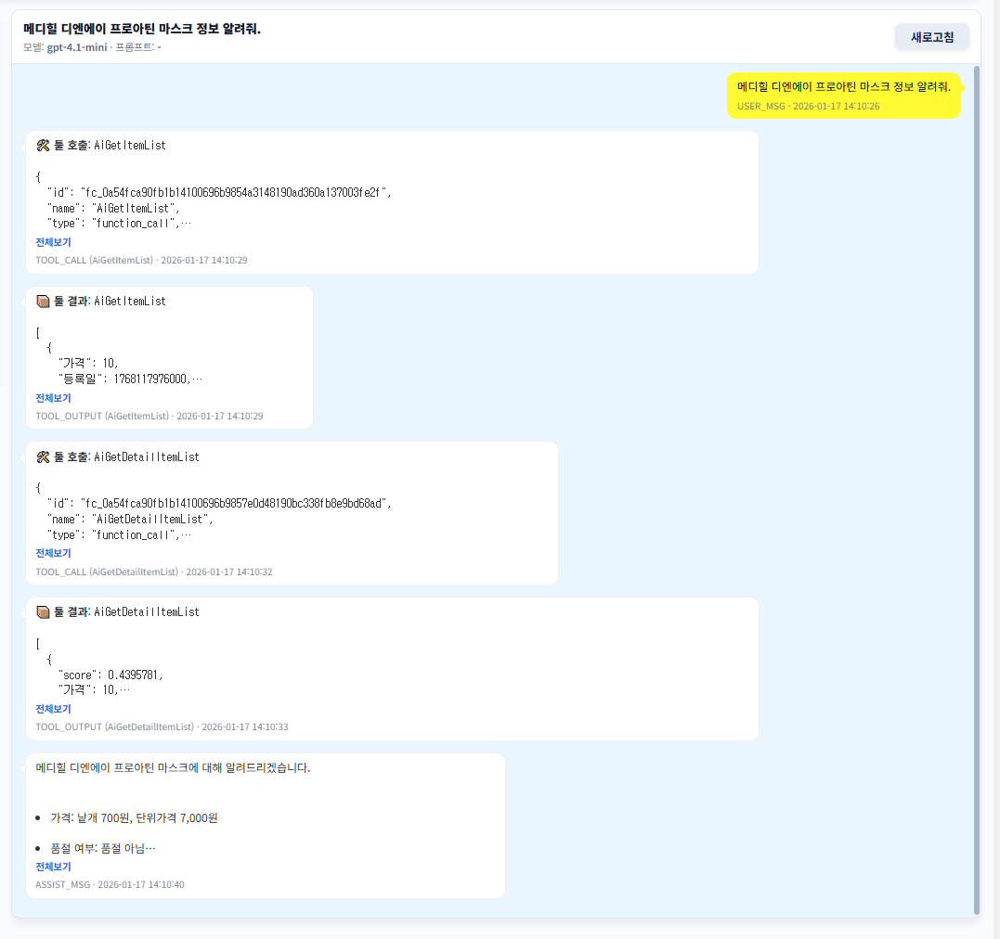 메디힐 디엔에이 프로아틴 마스크 정보 알려줘.
모델: gpt-4.1-mini · 프롬프트: -
새로고침
메디힐 디엔에이 프로아틴 마스크 정보 알려줘.
USER_MSG · 2026-01-17 14:10:26
🛠 툴 호출: AiGetItemList
{
"id": "fc_0a54fca90fb1b14100696b9854a3148190ad360a137003fe2f",
"name": "AiGetItemList",
"type": "function_call",…
전체보기
TOOL_CALL (AiGetItemList) · 2026-01-17 14:10:29
📦 툴 결과: AiGetItemList
[
{
"가격": 10,
"등록일": 1768117976000,…
전체보기
TOOL_OUTPUT (AiGetItemList) · 2026-01-17 14:10:29
🛠 툴 호출: AiGetDetailItemList
{
"id": "fc_0a54fca90fb1b14100696b9857e0d48190bc338fb8e9bd68ad",
"name": "AiGetDetailItemList",
"type": "function_call",…
전체보기
TOOL_CALL (AiGetDetailItemList) · 2026-01-17 14:10:32
📦 툴 결과: AiGetDetailItemList
[
{
"score": 0.4395781,
"가격": 10,…
전체보기
TOOL_OUTPUT (AiGetDetailItemList) · 2026-01-17 14:10:33
메디힐 디엔에이 프로아틴 마스크에 대해 알려드리겠습니다.
• 가격: 낱개 700원, 단위가격 7,000원
• 품절 여부: 품절 아님…
전체보기
ASSIST_MSG · 2026-01-17 14:10:40